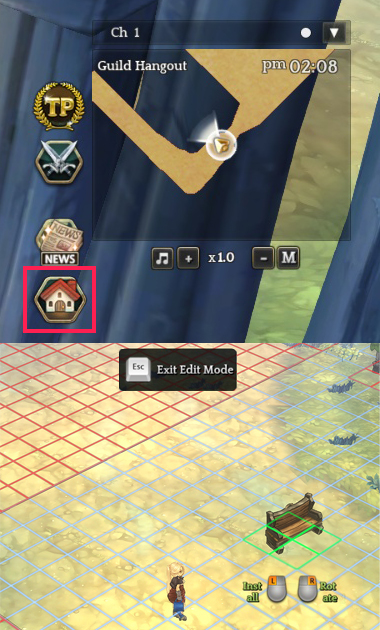 Ch 1
▼
Guild Hangout
pm 02:08
TP
NEWS
NEWS
+
x1.0
-
M
Esc
Exit Edit Mode
Inst
all
L
R
Rot
ate